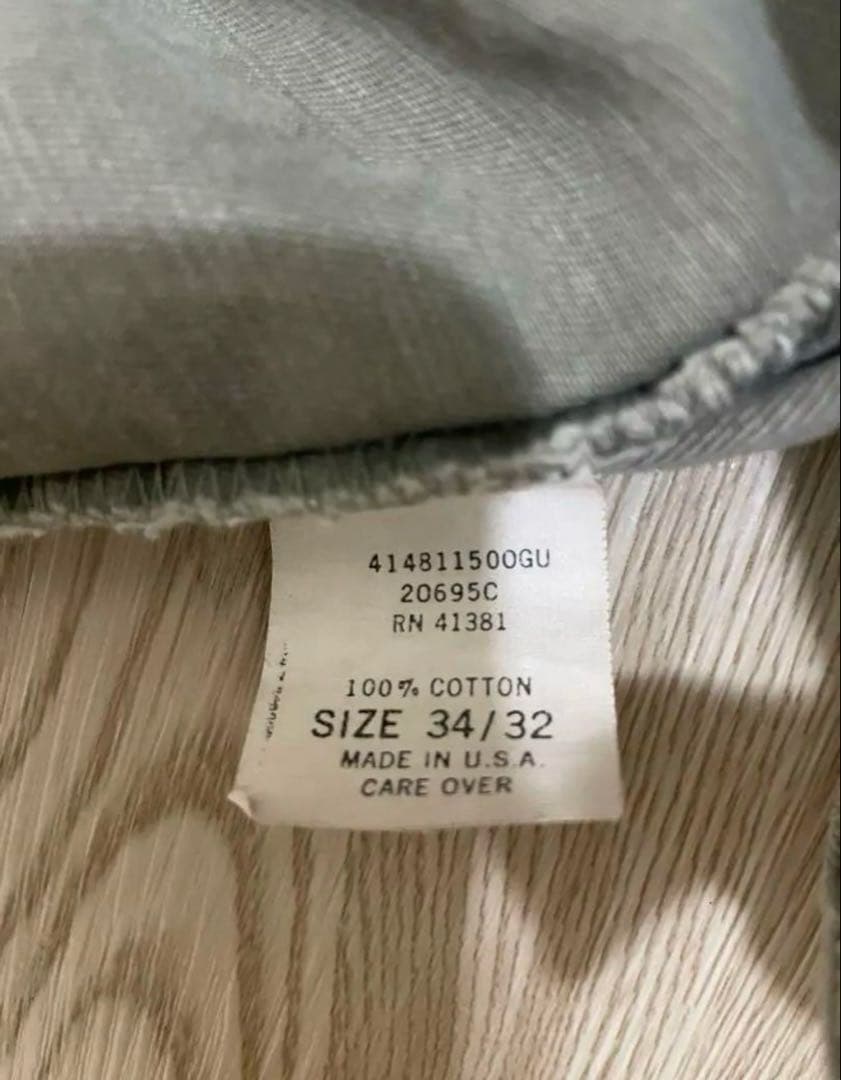 414811500GU
20695C
RN 41381
100% COTTON
SIZE 34/32
MADE IN U.S.A.
CARE OVER